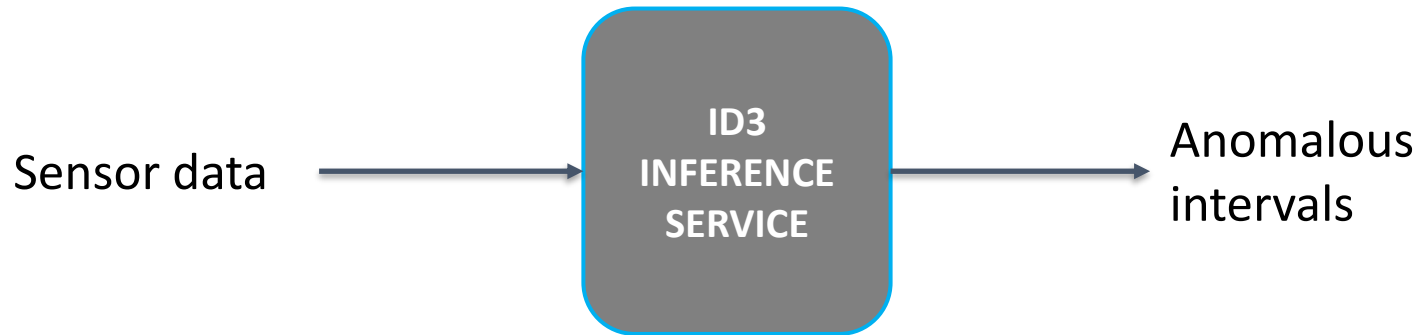 Sensor data
ID3
INFERENCE
SERVICE
Anomalous
intervals